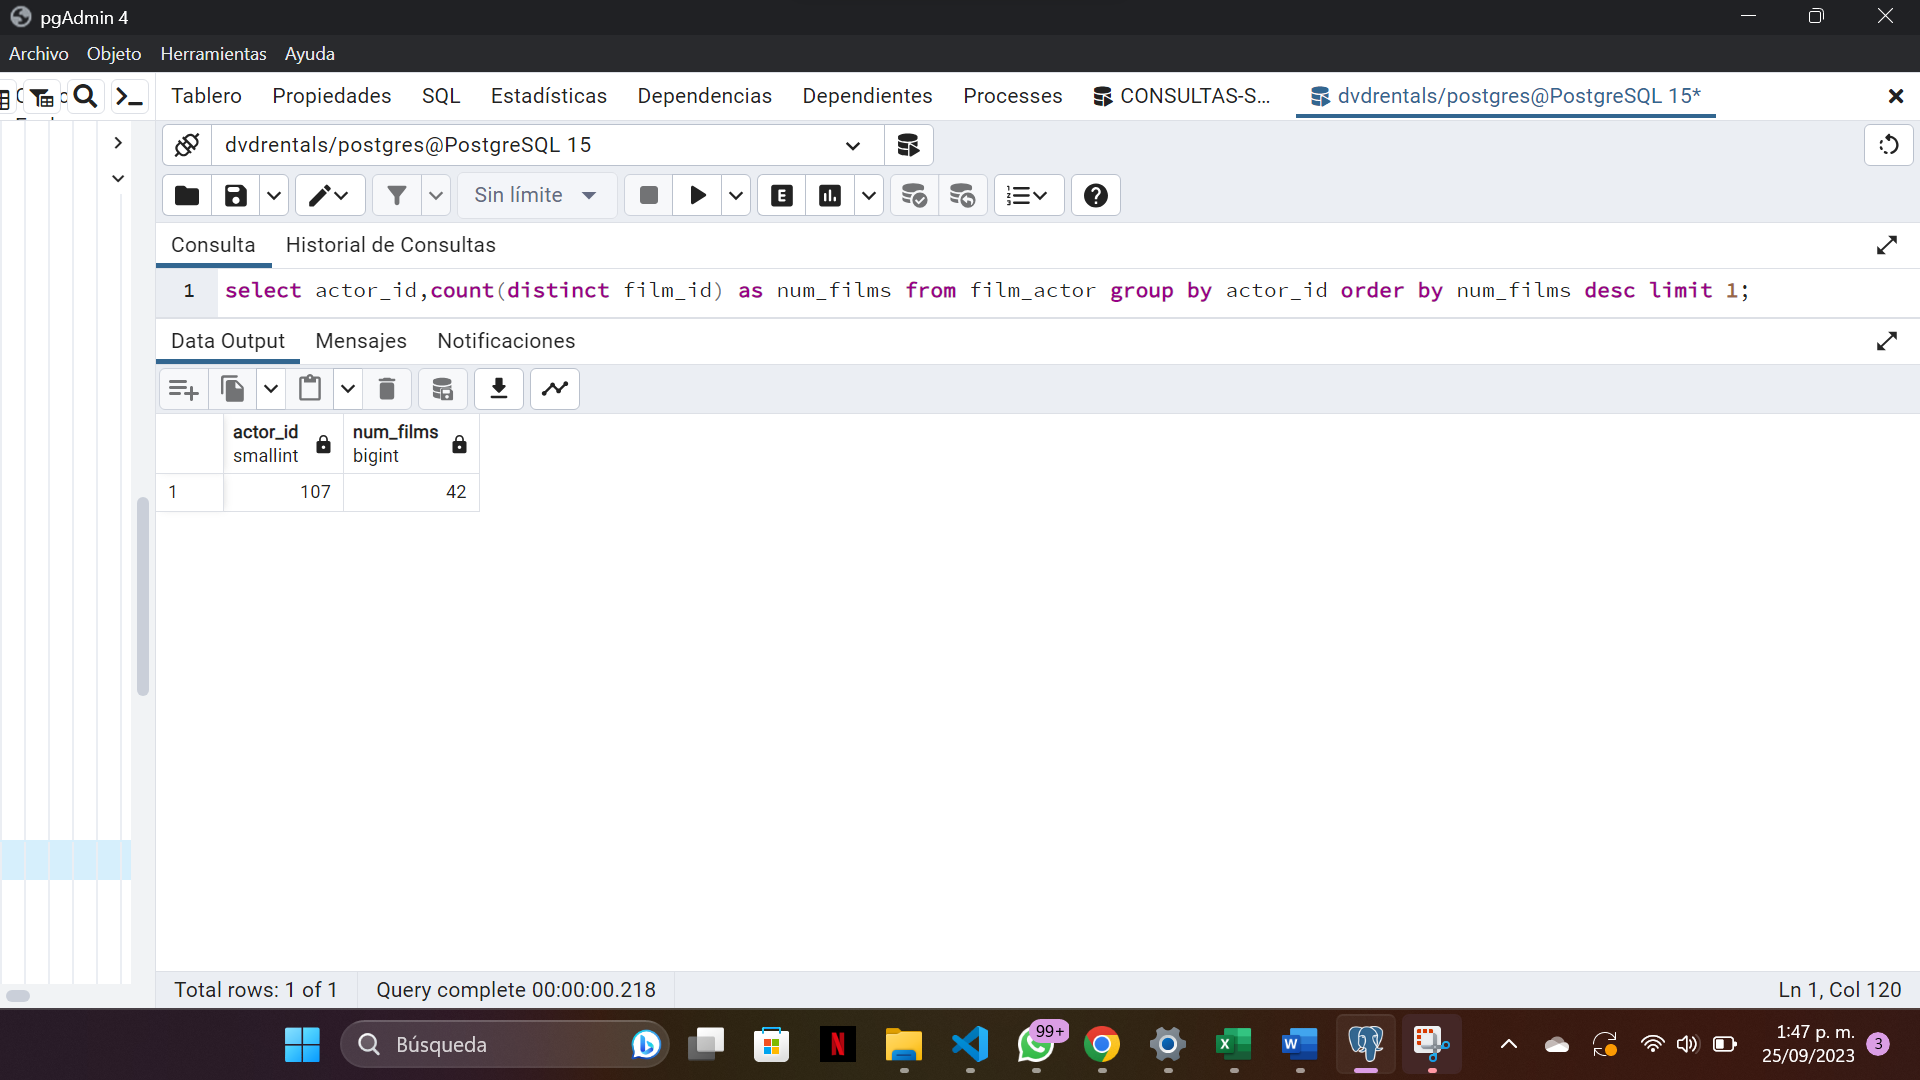 pgAdmin 4
Archivo Objeto Herramientas Ayuda
Tablero Propiedades SQL Estadísticas Dependencias Dependientes Processes CONSULTAS-S... dvdrentals/postgres@PostgreSQL 15*
dvdrentals/postgres@PostgreSQL 15
Sin límite
E
Consulta Historial de Consultas
1 select actor_id,count(distinct film_id) as num_films from film_actor group by actor_id order by num_films desc limit 1;
Data Output Mensajes Notificaciones
actor_id num_films
smallint bigint
1 107 42
Total rows: 1 of 1 Query complete 00:00:00.218 Ln 1, Col 120
Búsqueda 99+ 1:47 p. m. 3
25/09/2023